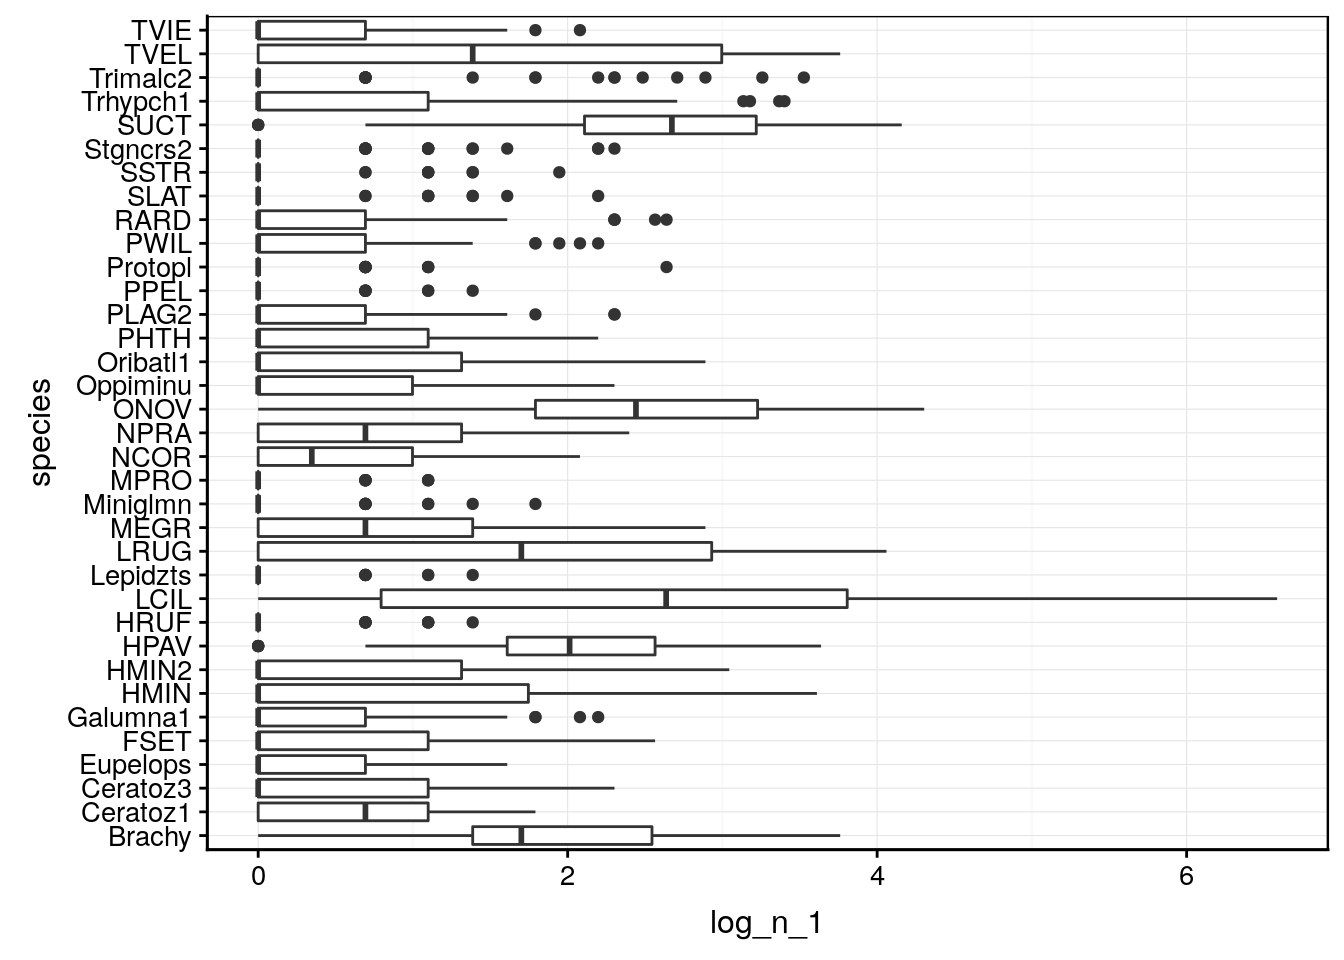 TVIE
TVEL
Trimalc2
Trhypch1
SUCT
Stgncrs2
SSTR
SLAT
RARD
PWIL
Protopl
PPEL
PLAG2
PHTH
Oribatl1
Oppiminu
ONOV
NPRA
NCOR
MPRO
Miniglmn
MEGR
LRUG
Lepidzts
LCIL
HRUF
HPAV
HMIN2
HMIN
Galumna1
FSET
Eupelops
Ceratoz3
Ceratoz1
Brachy
species
0 2 4 6
log_n_1